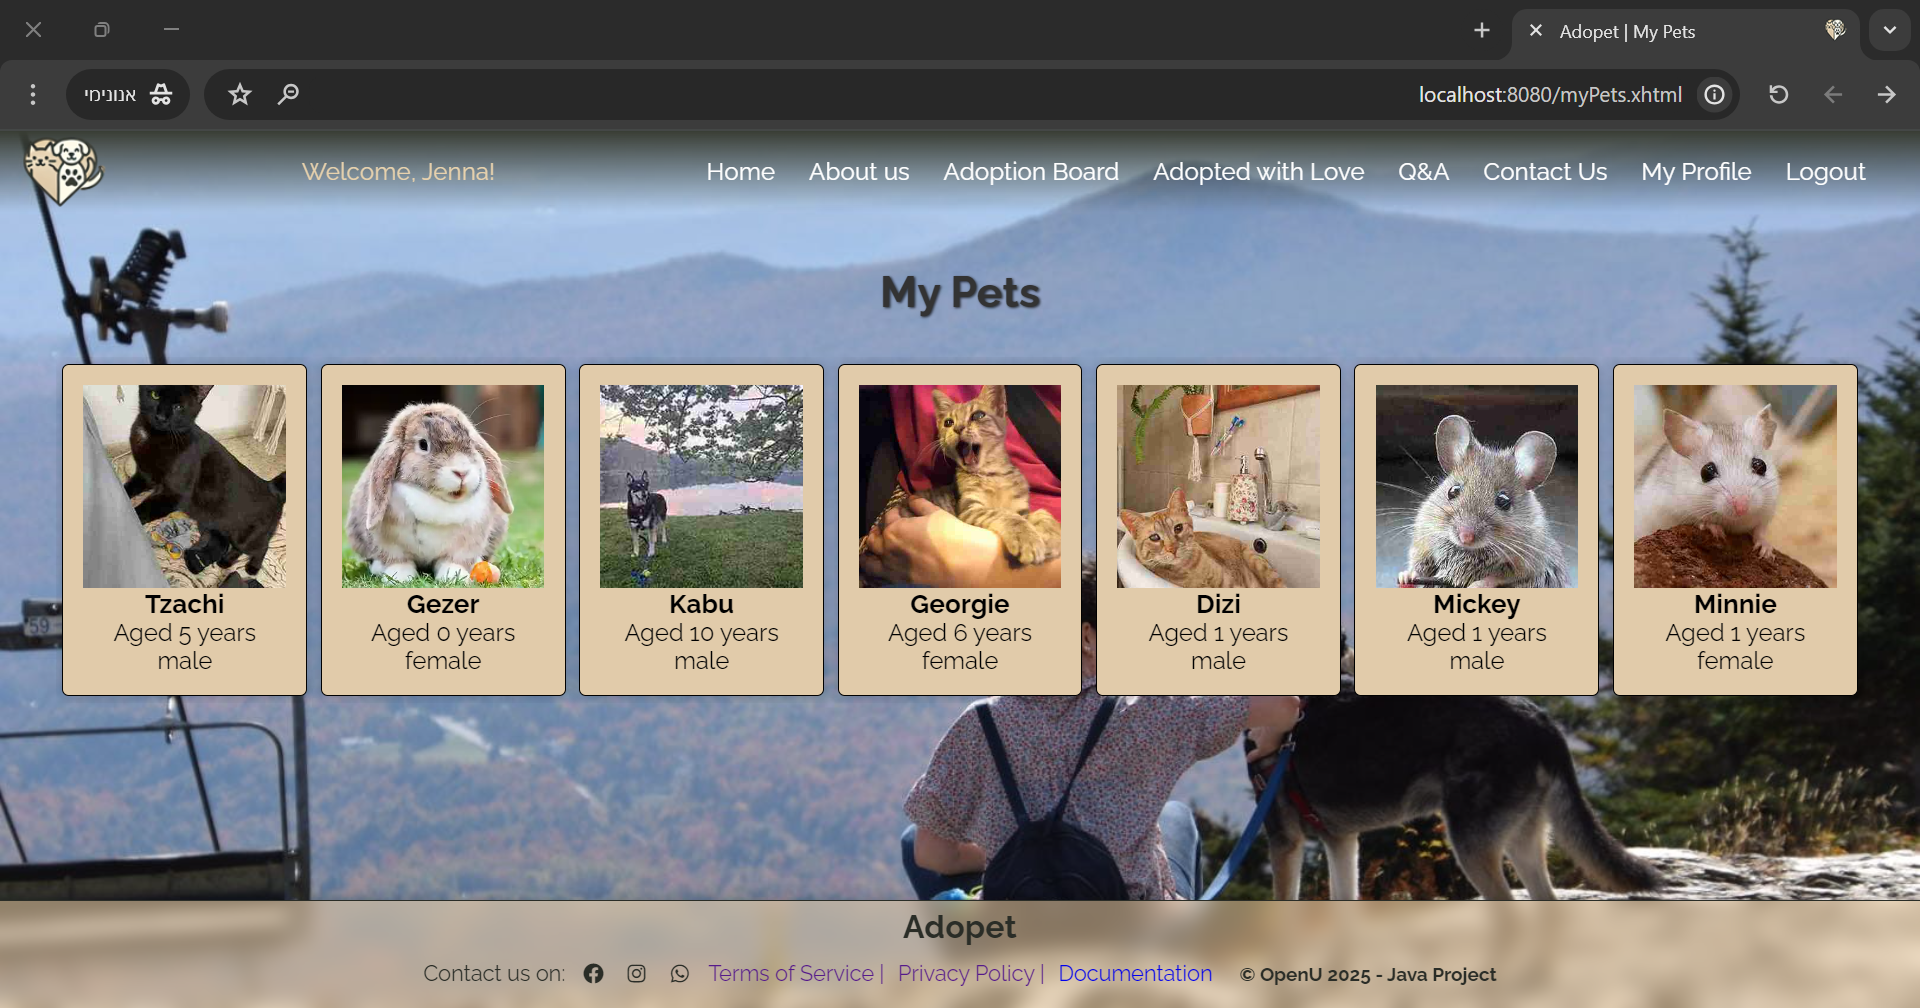 Adopet | My Pets
localhost:8080/myPets.xhtml
אנונימי
Welcome, Jenna!
Home About us Adoption Board Adopted with Love Q&A Contact Us My Profile Logout
My Pets
Tzachi
Aged 5 years
male
Gezer
Aged 0 years
female
Kabu
Aged 10 years
male
Georgie
Aged 6 years
female
Dizi
Aged 1 years
male
Mickey
Aged 1 years
male
Minnie
Aged 1 years
female
59
Adopet
Contact us on: Terms of Service | Privacy Policy | Documentation © OpenU 2025 - Java Project